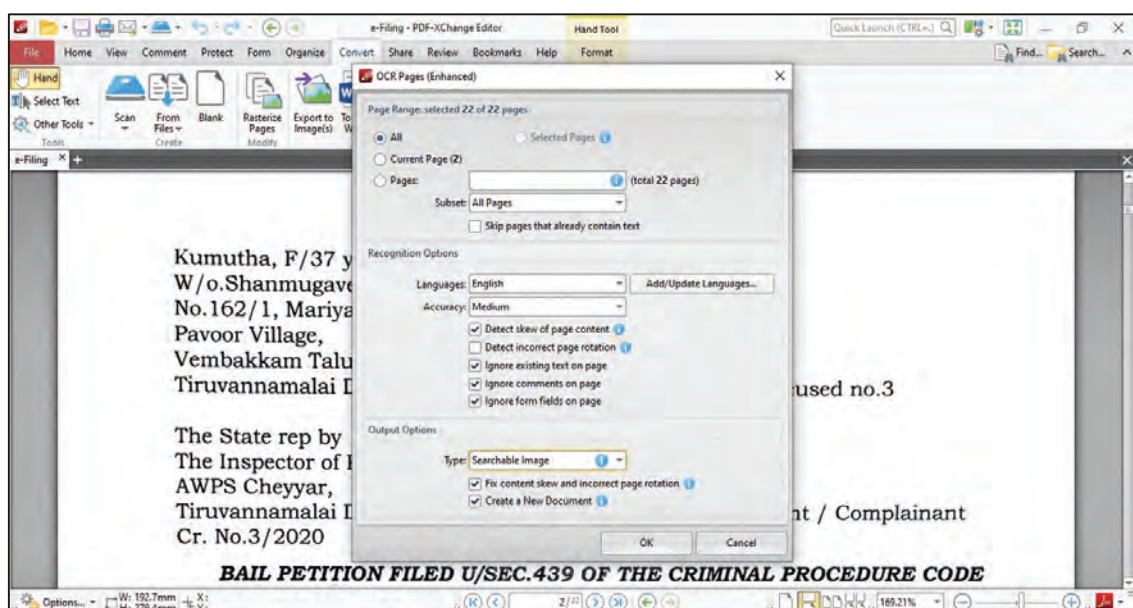 e-Filing - PDF-XChange Editor
Hand Tool
Quick Launch (CTRL+.)
File Home View Comment Protect Form Organize Convert Share Review Bookmarks Help Format
Find... Search...
Hand
Select Text
Other Tools
Tools
Scan
From Files
Blank
Create
Rasterize Pages
Modify
Export to Image(s)
To
e-Filing
OCR Pages (Enhanced)
Page Range: selected 22 of 22 pages
All
Selected Pages
Current Page (2)
Pages:
(total 22 pages)
Subset: All Pages
Skip pages that already contain text
Recognition Options
Languages: English
Add/Update Languages...
Accuracy: Medium
Detect skew of page content
Detect incorrect page rotation
Ignore existing text on page
Ignore comments on page
Ignore form fields on page
Output Options
Type: Searchable Image
Fix content skew and incorrect page rotation
Create a New Document
OK
Cancel
Kumutha, F/37 y
W/o.Shanmugave
No.162/1, Mariya
Pavoor Village,
Vembakkam Talu
Tiruvannamalai D
used no.3
The State rep by
The Inspector of
AWPS Cheyyar,
Tiruvannamalai
nt / Complainant
Cr. No.3/2020
BAIL PETITION FILED U/SEC.439 OF THE CRIMINAL PROCEDURE CODE
Options...
W: 192.7mm
X:
2/22
169.21%